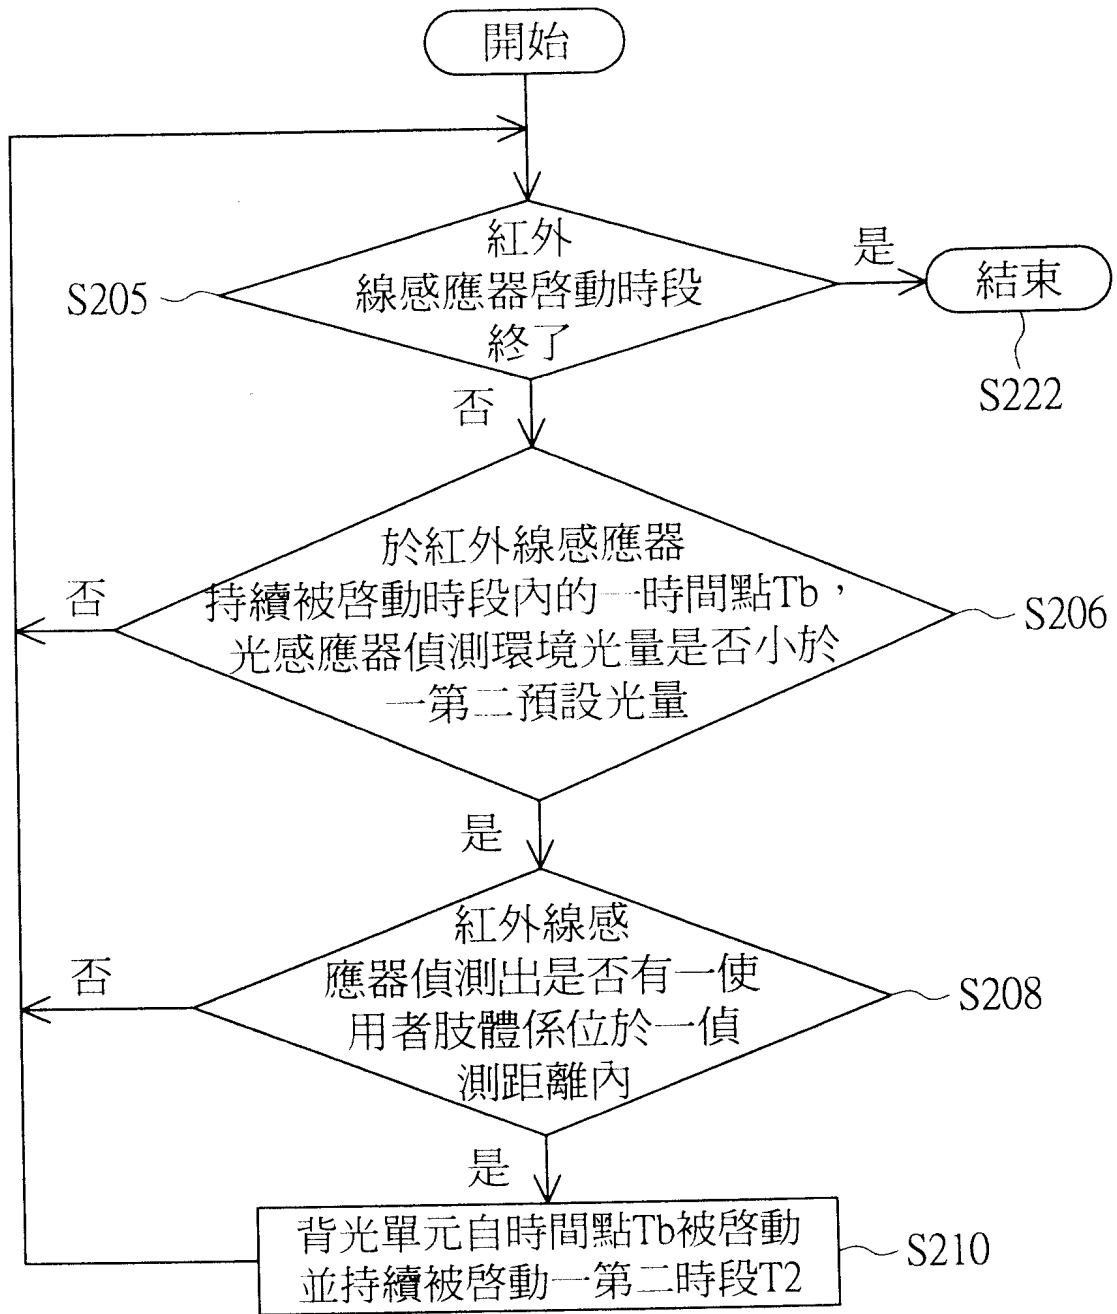 開始
紅外
線感應器啓動時段
終了
S205
是
結束
S222
否
於紅外線感應器
持續被啓動時段內的一時間點Tb，
光感應器偵測環境光量是否小於
一第二預設光量
否
S206
是
紅外線感
應器偵測出是否有一使
用者肢體係位於一偵
測距離內
否
S208
是
背光單元自時間點Tb被啓動
並持續被啓動一第二時段T2
S210